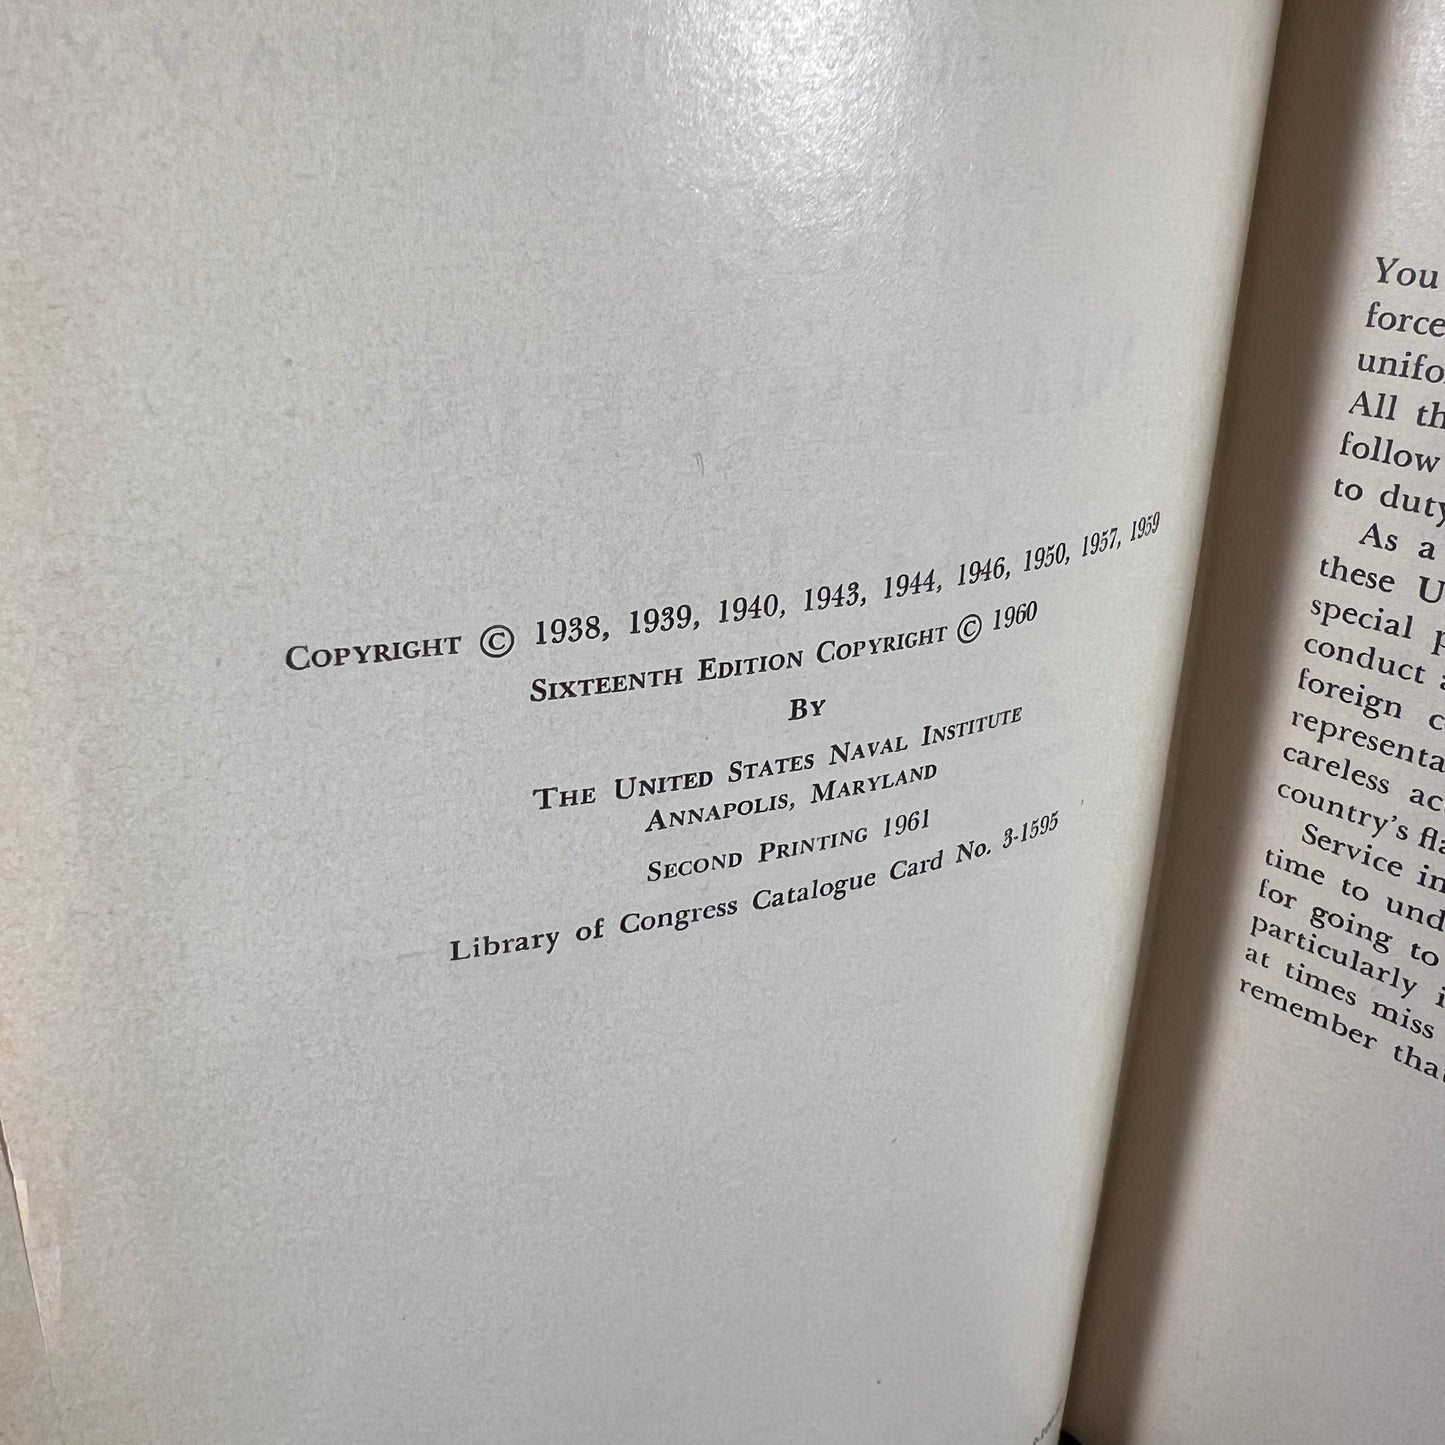 COPYRIGHT © 1938, 1939, 1940, 1943, 1944, 1946, 1950, 1957, 1959
SIXTEENTH EDITION COPYRIGHT © 1960
BY
THE UNITED STATES NAVAL INSTITUTE
ANNAPOLIS, MARYLAND
SECOND PRINTING 1961
Library of Congress Catalogue Card No. 3-1595
You
force
unifo
All th
follow
to duty
As a
these U
special p
conduct a
foreign c
representa
careless ac
country's fla
Service in
time to und
for going to
particularly i
at times miss
remember that